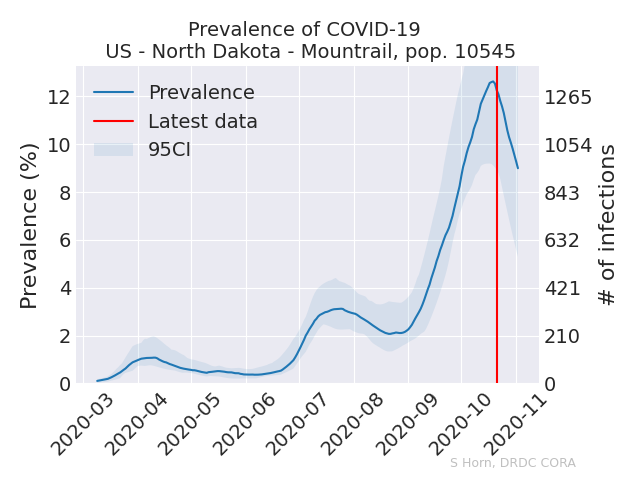 Prevalence of COVID-19
US - North Dakota - Mountrail, pop. 10545
Prevalence
Latest data
95CI
Prevalence (%)
12
10
8
6
4
2
0
# of infections
1265
1054
843
632
421
210
0
2020-03
2020-04
2020-05
2020-06
2020-07
2020-08
2020-09
2020-10
2020-11
S Horn, DRDC CORA